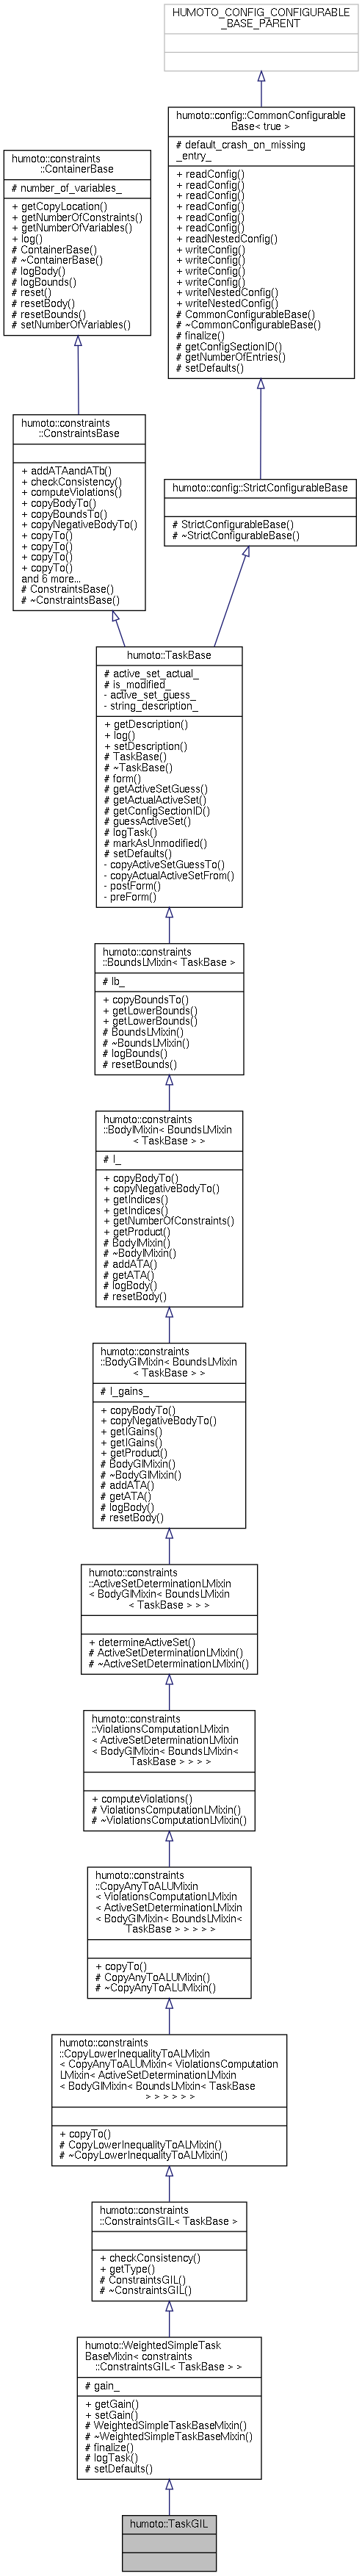 HUMOTO_CONFIG_CONFIGURABLE
_BASE_PARENT
humoto::config::CommonConfigurable
Base< true >
# default_crash_on_missing
_entry_
+ readConfig()
+ readConfig()
+ readConfig()
+ readConfig()
+ readConfig()
+ readConfig()
+ readNestedConfig()
+ writeConfig()
+ writeConfig()
+ writeConfig()
+ writeConfig()
+ writeNestedConfig()
+ writeNestedConfig()
# CommonConfigurableBase()
# ~CommonConfigurableBase()
# finalize()
# getConfigSectionID()
# getNumberOfEntries()
# setDefaults()
humoto::constraints
::ContainerBase
# number_of_variables_
+ getCopyLocation()
+ getNumberOfConstraints()
+ getNumberOfVariables()
+ log()
# ContainerBase()
# ~ContainerBase()
# logBody()
# logBounds()
# reset()
# resetBody()
# resetBounds()
# setNumberOfVariables()
humoto::constraints
::ConstraintsBase
+ addATAandATb()
+ checkConsistency()
+ computeViolations()
+ copyBodyTo()
+ copyBoundsTo()
+ copyNegativeBodyTo()
+ copyTo()
+ copyTo()
+ copyTo()
+ copyTo()
and 6 more...
# ConstraintsBase()
# ~ConstraintsBase()
humoto::config::StrictConfigurableBase
# StrictConfigurableBase()
# ~StrictConfigurableBase()
humoto::TaskBase
# active_set_actual_
# is_modified_
- active_set_guess_
- string_description_
+ getDescription()
+ log()
+ setDescription()
# TaskBase()
# ~TaskBase()
# form()
# getActiveSetGuess()
# getActualActiveSet()
# getConfigSectionID()
# guessActiveSet()
# logTask()
# markAsUnmodified()
# setDefaults()
- copyActiveSetGuessTo()
- copyActualActiveSetFrom()
- postForm()
- preForm()
humoto::constraints
::BoundsLMixin< TaskBase >
# lb_
+ copyBoundsTo()
+ getLowerBounds()
+ getLowerBounds()
# BoundsLMixin()
# ~BoundsLMixin()
# logBounds()
# resetBounds()
humoto::constraints
::BodyIMixin< BoundsLMixin
< TaskBase > >
# I_
+ copyBodyTo()
+ copyNegativeBodyTo()
+ getIndices()
+ getIndices()
+ getNumberOfConstraints()
+ getProduct()
# BodyIMixin()
# ~BodyIMixin()
# addATA()
# getATA()
# logBody()
# resetBody()
humoto::constraints
::BodyGIMixin< BoundsLMixin
< TaskBase > >
# I_gains_
+ copyBodyTo()
+ copyNegativeBodyTo()
+ getIGains()
+ getIGains()
+ getProduct()
# BodyGIMixin()
# ~BodyGIMixin()
# addATA()
# getATA()
# logBody()
# resetBody()
humoto::constraints
::ActiveSetDeterminationLMixin
< BodyGIMixin< BoundsLMixin
< TaskBase > > >
+ determineActiveSet()
# ActiveSetDeterminationLMixin()
# ~ActiveSetDeterminationLMixin()
humoto::constraints
::ViolationsComputationLMixin
< ActiveSetDeterminationLMixin
< BodyGIMixin< BoundsLMixin<
TaskBase > > > >
+ computeViolations()
# ViolationsComputationLMixin()
# ~ViolationsComputationLMixin()
humoto::constraints
::CopyAnyToALUMixin
< ViolationsComputationLMixin
< ActiveSetDeterminationLMixin
< BodyGIMixin< BoundsLMixin<
TaskBase > > > > >
+ copyTo()
# CopyAnyToALUMixin()
# ~CopyAnyToALUMixin()
humoto::constraints
::CopyLowerInequalityToALMixin
< CopyAnyToALUMixin< ViolationsComputation
LMixin< ActiveSetDeterminationLMixin
< BodyGIMixin< BoundsLMixin< TaskBase
> > > > > >
+ copyTo()
# CopyLowerInequalityToALMixin()
# ~CopyLowerInequalityToALMixin()
humoto::constraints
::ConstraintsGIL< TaskBase >
+ checkConsistency()
+ getType()
# ConstraintsGIL()
# ~ConstraintsGIL()
humoto::WeightedSimpleTask
BaseMixin< constraints
::ConstraintsGIL< TaskBase > >
# gain_
+ getGain()
+ setGain()
# WeightedSimpleTaskBaseMixin()
# ~WeightedSimpleTaskBaseMixin()
# finalize()
# logTask()
# setDefaults()
humoto::TaskGIL